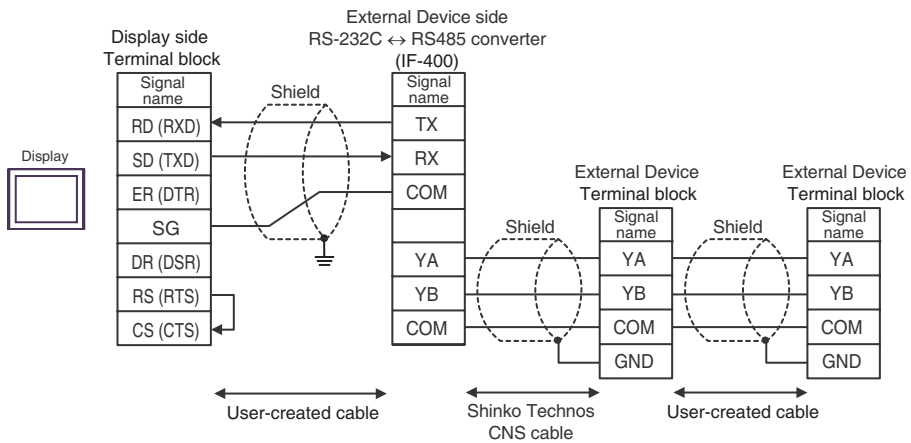 External Device side
RS-232C ↔ RS485 converter
(IF-400)
Display side
Terminal block
Signal
name
RD (RXD)
SD (TXD)
ER (DTR)
SG
DR (DSR)
RS (RTS)
CS (CTS)
Display
Shield
Signal
name
TX
RX
COM
YA
YB
COM
Shield
External Device
Terminal block
Signal
name
YA
YB
COM
GND
Shield
External Device
Terminal block
Signal
name
YA
YB
COM
GND
User-created cable
Shinko Technos
CNS cable
User-created cable